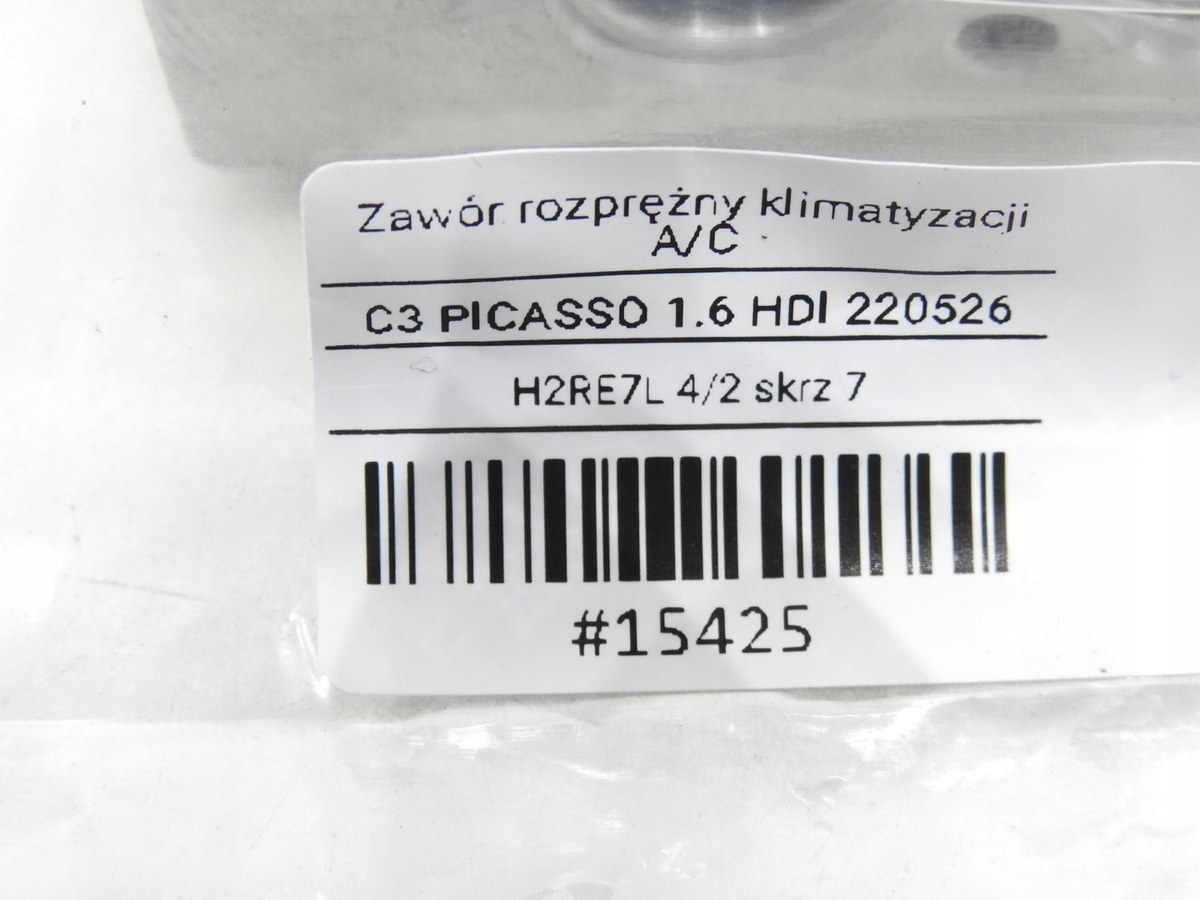 Zawór rozprężny klimatyzacji
A/C
C3 PICASSO 1.6 HDI 220526
H2RE7L 4/2 skrz 7
#15425